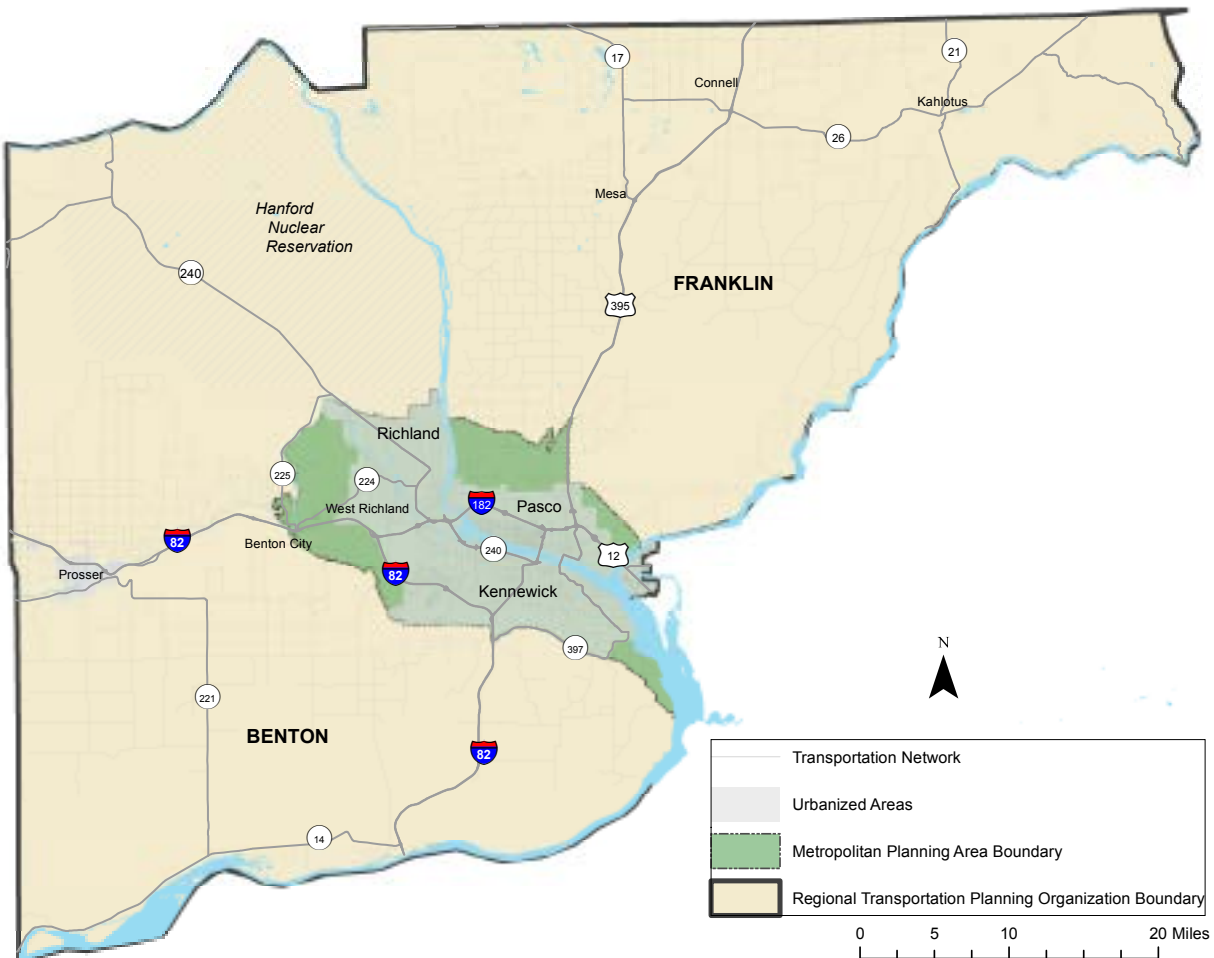 17
21
Connell
Kahlotus
26
Mesa
Hanford
Nuclear
Reservation
240
FRANKLIN
395
Richland
225
224
182
West Richland
Pasco
82
Benton City
240
12
Prosser
82
Kennewick
N
397
221
BENTON
82
14
Transportation Network
Urbanized Areas
Metropolitan Planning Area Boundary
Regional Transportation Planning Organization Boundary
0 5 10 20 Miles